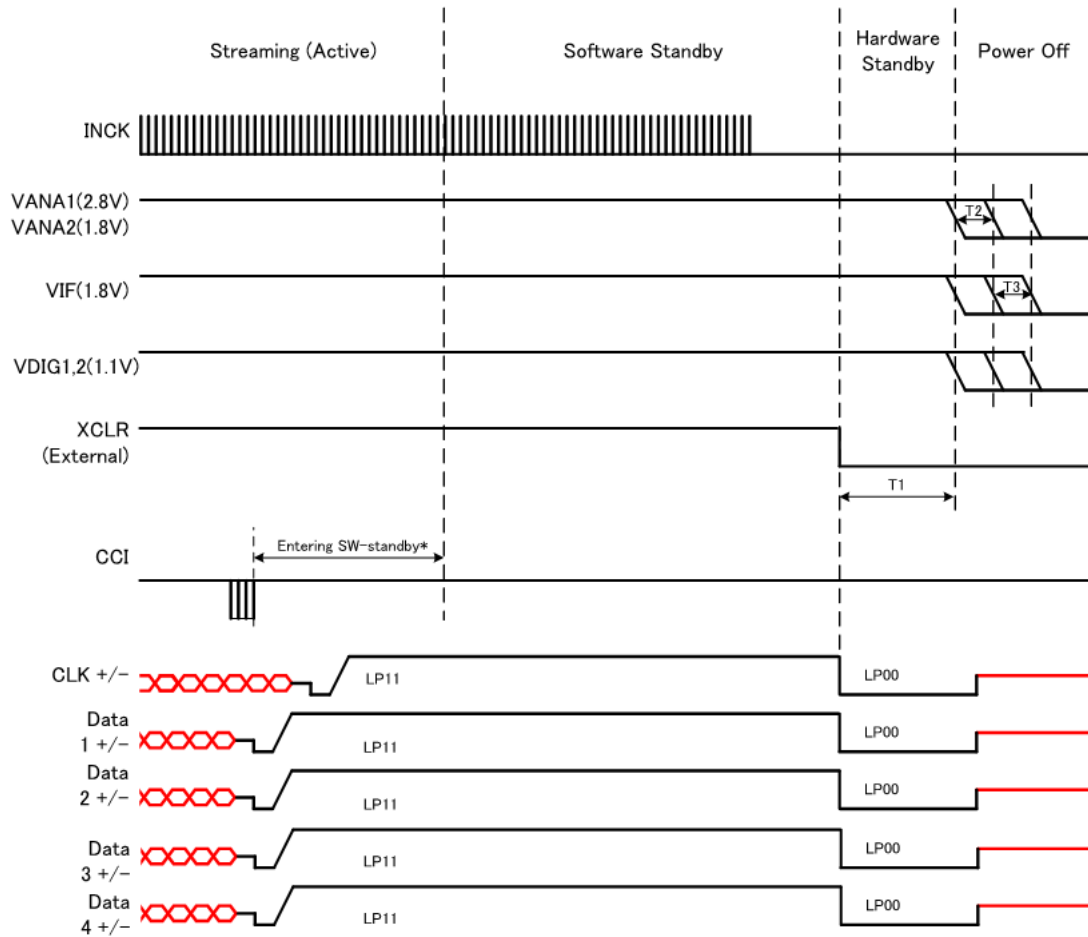 Streaming (Active)
Software Standby
Hardware
Standby
Power Off
INCK
VANA1(2.8V)
VANA2(1.8V)
T2
VIF(1.8V)
T3
VDIG1,2(1.1V)
XCLR
(External)
T1
CCI
Entering SW-standby*
CLK +/-
LP11
LP00
Data
1 +/-
LP11
LP00
Data
2 +/-
LP11
LP00
Data
3 +/-
LP11
LP00
Data
4 +/-
LP11
LP00